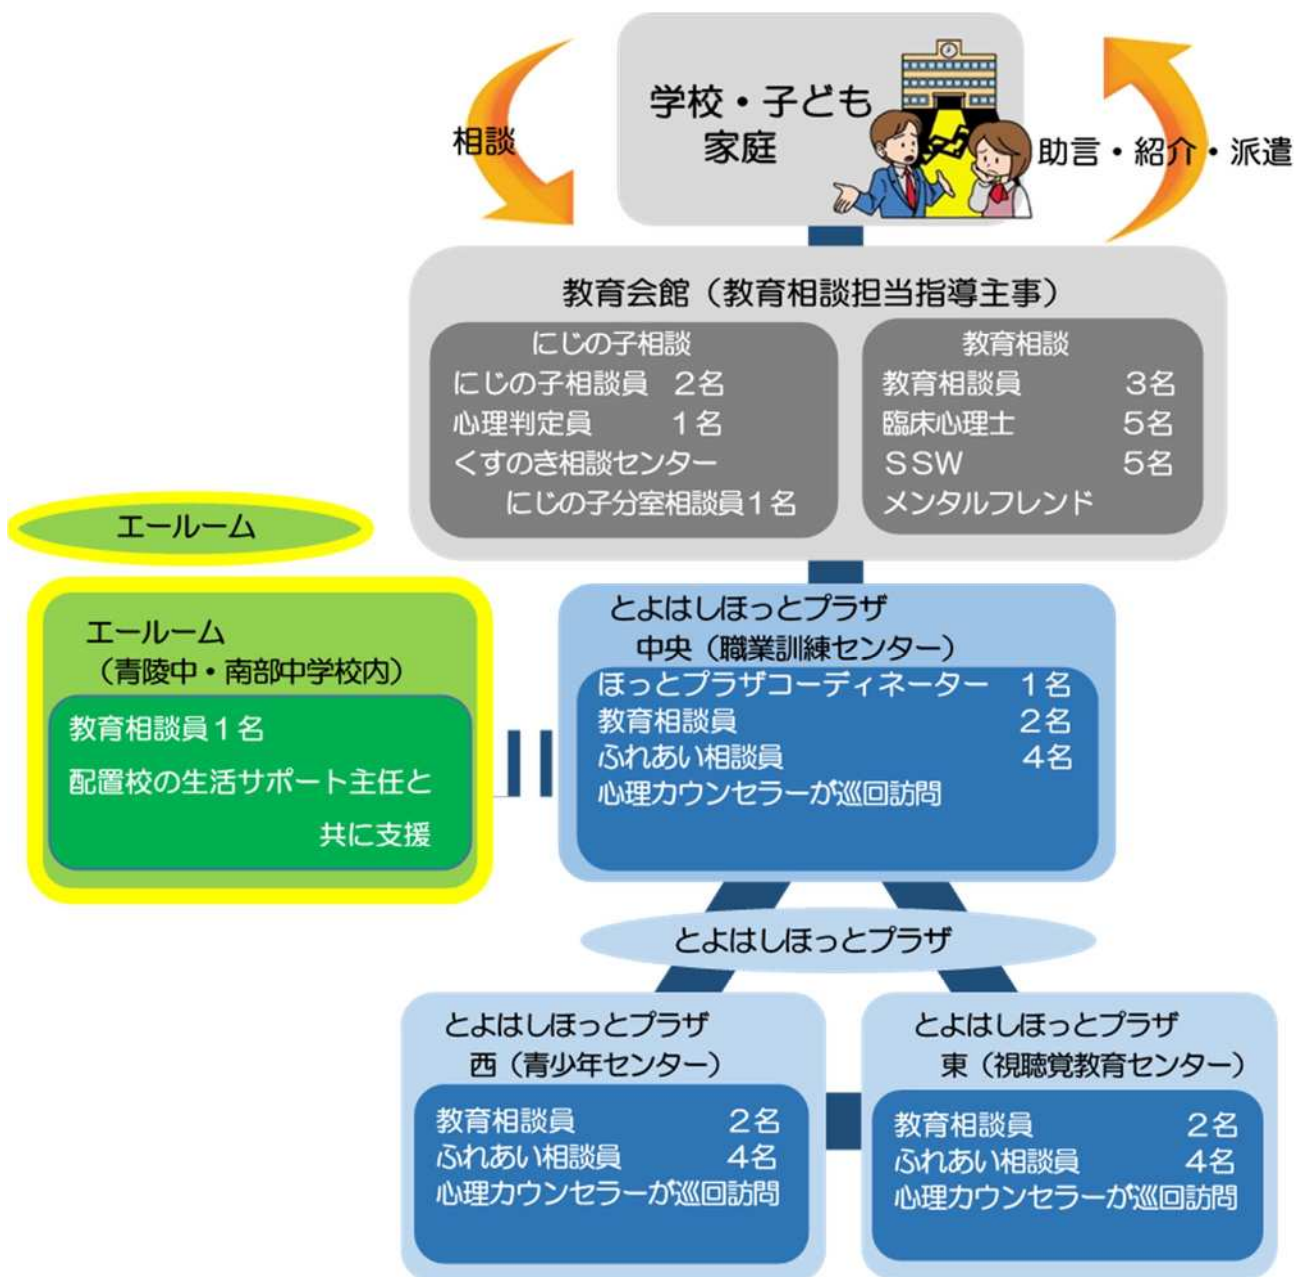 相談
学校・子ども
家庭
助言・紹介・派遣
教育会館（教育相談担当指導主事）
にじの子相談
にじの子相談員　２名
心理判定員　１名
くすのき相談センター
にじの子分室相談員１名
教育相談
教育相談員　３名
臨床心理士　５名
ＳＳＷ　５名
メンタルフレンド
エールーム
エールーム
（青陵中・南部中学校内）
教育相談員１名
配置校の生活サポート主任と
共に支援
とよはしほっとプラザ
中央（職業訓練センター）
ほっとプラザコーディネーター　１名
教育相談員　２名
ふれあい相談員　４名
心理カウンセラーが巡回訪問
とよはしほっとプラザ
とよはしほっとプラザ
西（青少年センター）
教育相談員　２名
ふれあい相談員　４名
心理カウンセラーが巡回訪問
とよはしほっとプラザ
東（視聴覚教育センター）
教育相談員　２名
ふれあい相談員　４名
心理カウンセラーが巡回訪問